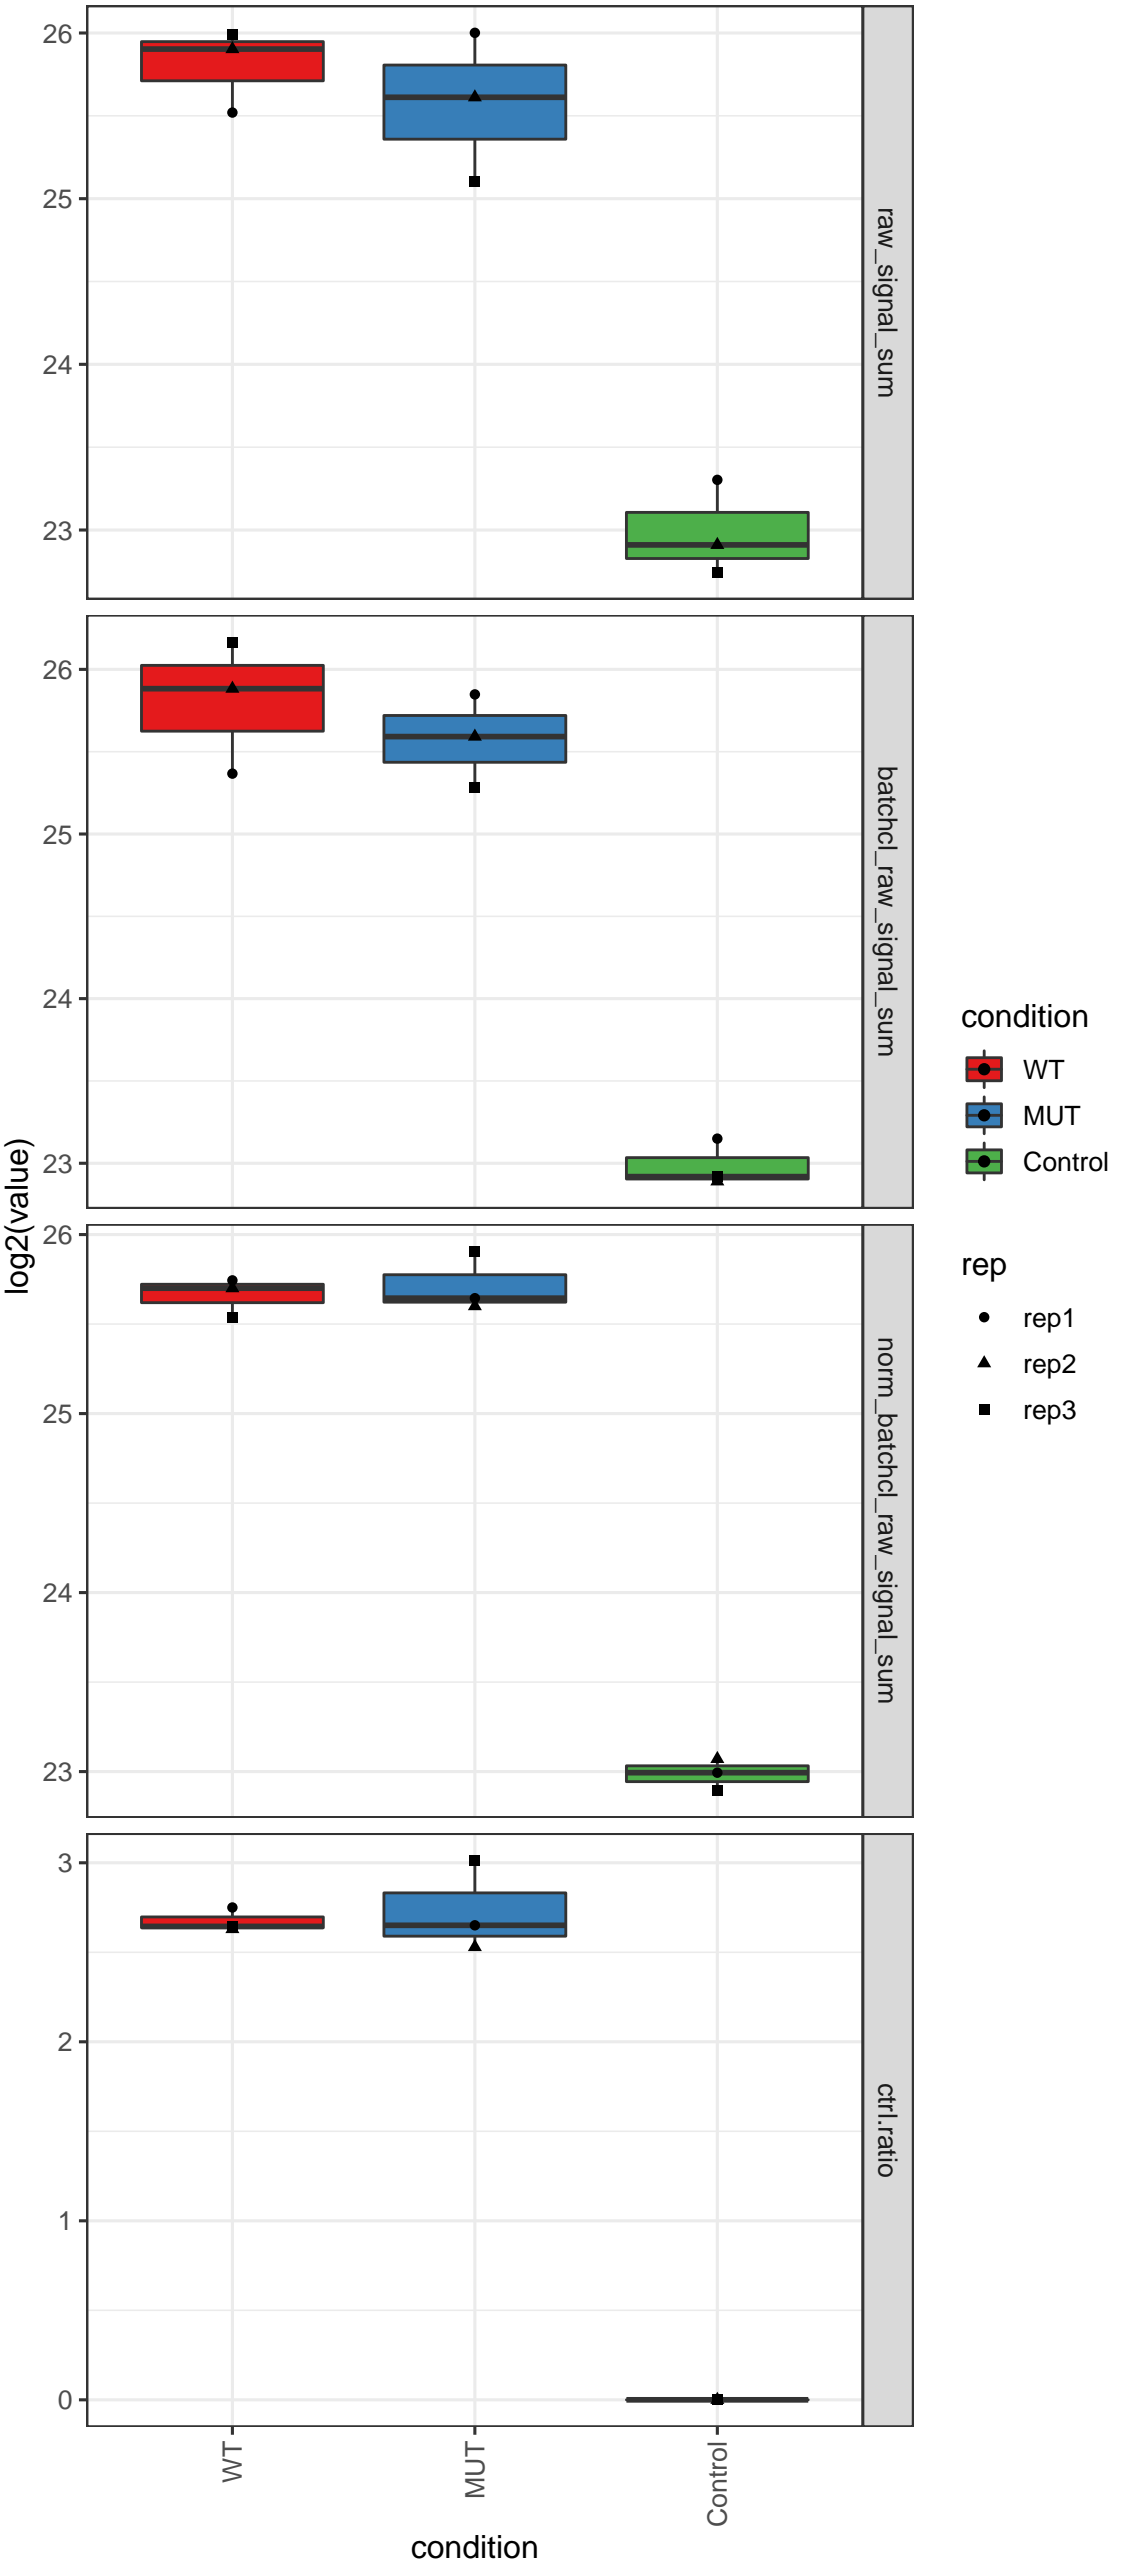 log2(value)
26
25
24
23
raw_signal_sum
26
25
24
23
batchcl_raw_signal_sum
26
25
24
23
norm_batchcl_raw_signal_sum
3
2
1
0
ctrl.ratio
WT
MUT
Control
condition
condition
WT
MUT
Control
rep
rep1
rep2
rep3